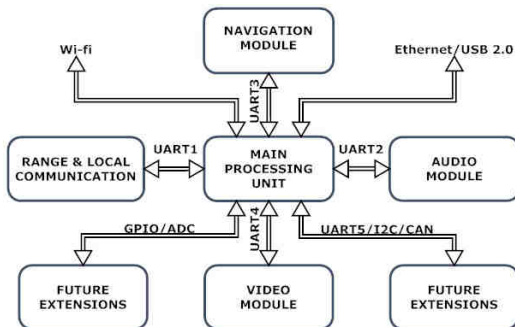 Wi-fi
NAVIGATION
MODULE
Ethernet/USB 2.0
UART3
RANGE & LOCAL
COMMUNICATION
UART1
MAIN
PROCESSING
UNIT
UART2
AUDIO
MODULE
GPIO/ADC
UART4
UART5/I2C/CAN
FUTURE
EXTENSIONS
VIDEO
MODULE
FUTURE
EXTENSIONS